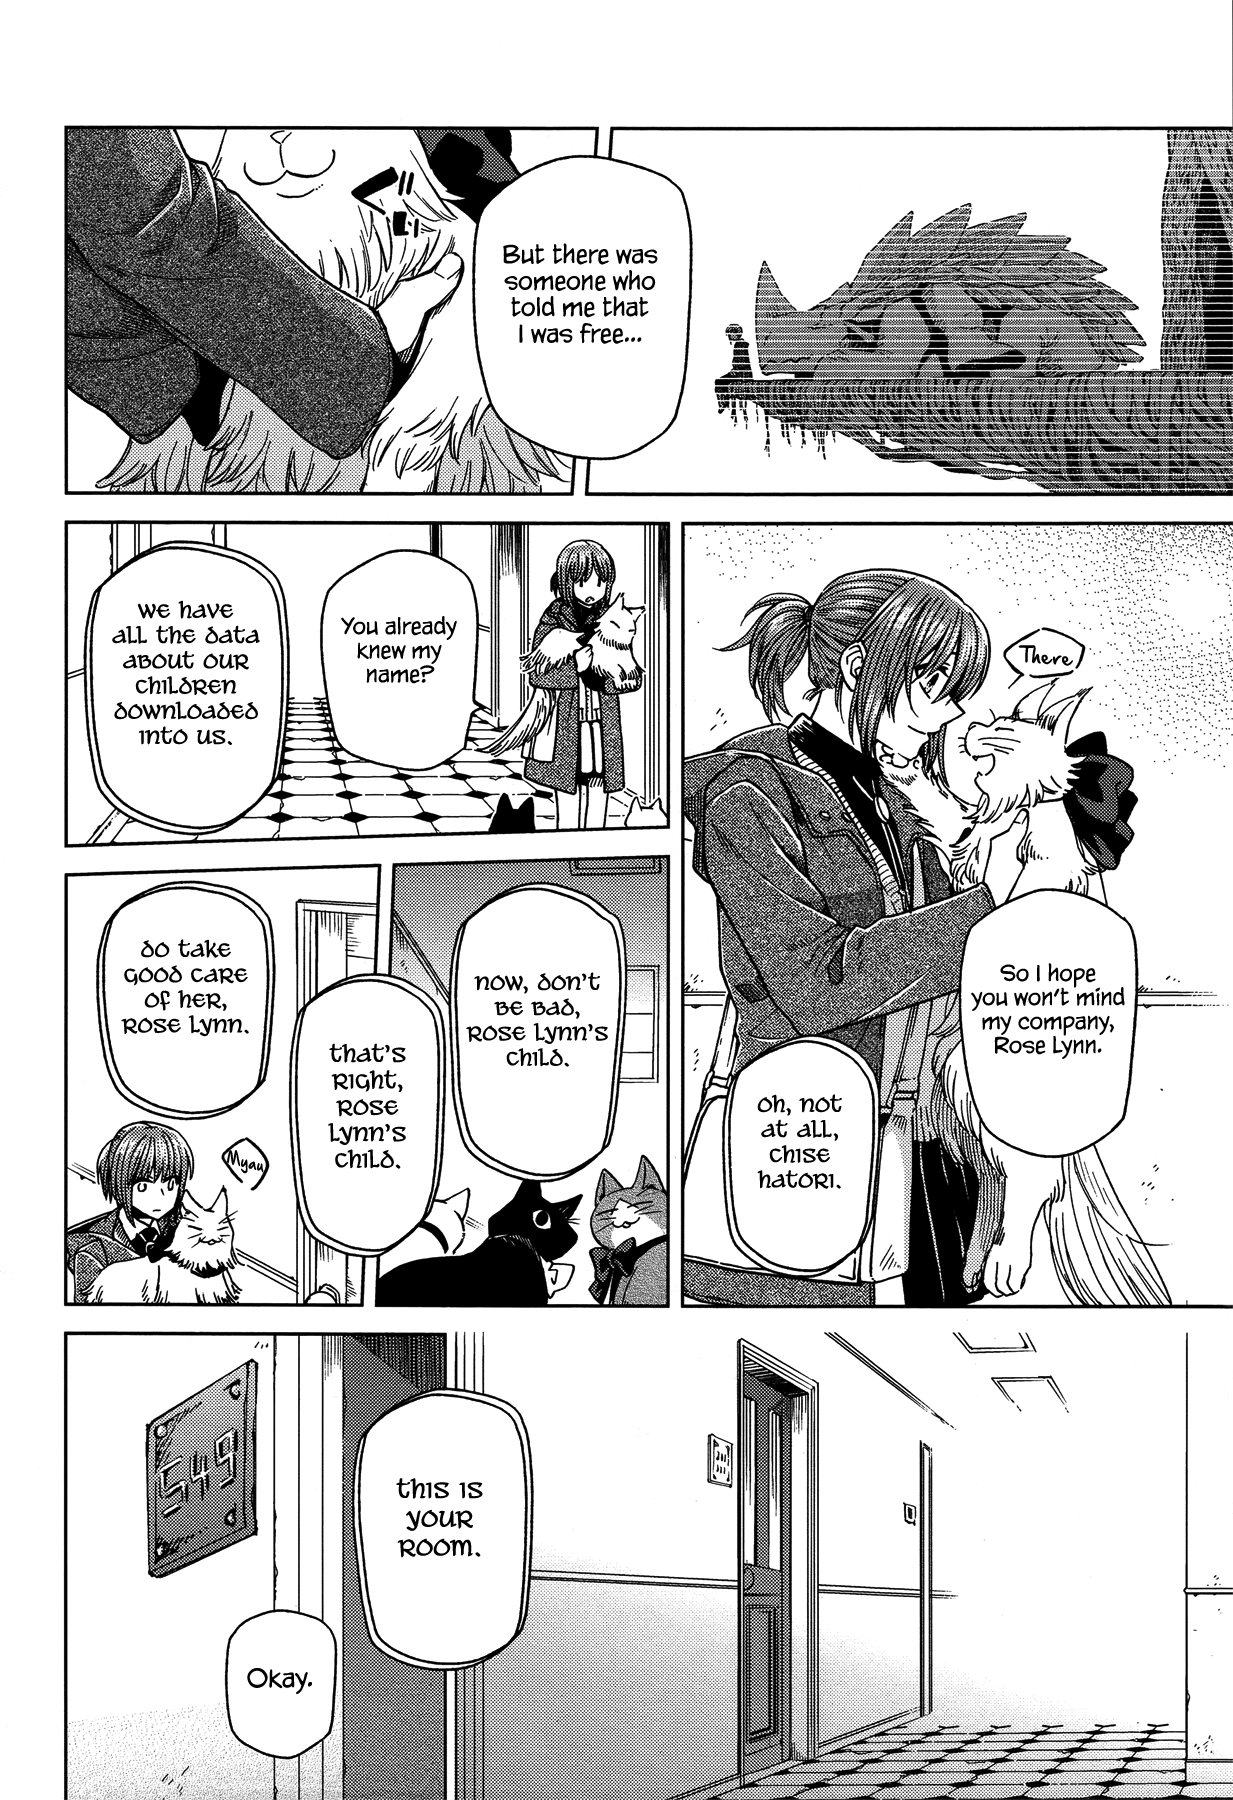 But there was
someone who
told me that
I was free...
There
So I hope
you won't mind
my company,
Rose Lynn.
oh, not
at all,
chise
hatori.
You already
knew my
name?
we have
all the data
about our
children
downloaded
into us.
now, don't
be bad,
rose lynn's
child.
that's
right,
rose
lynn's
child.
do take
good care
of her,
rose lynn.
Myau
this is
your
room.
549
Okay.